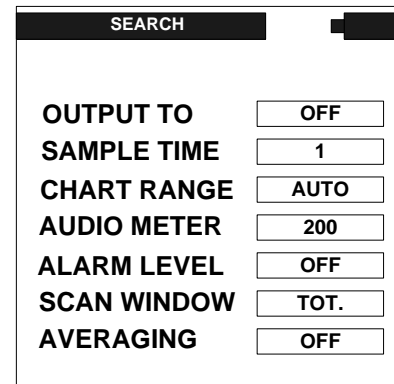 SEARCH
OUTPUT TO OFF
SAMPLE TIME 1
CHART RANGE AUTO
AUDIO METER 200
ALARM LEVEL OFF
SCAN WINDOW TOT.
AVERAGING OFF